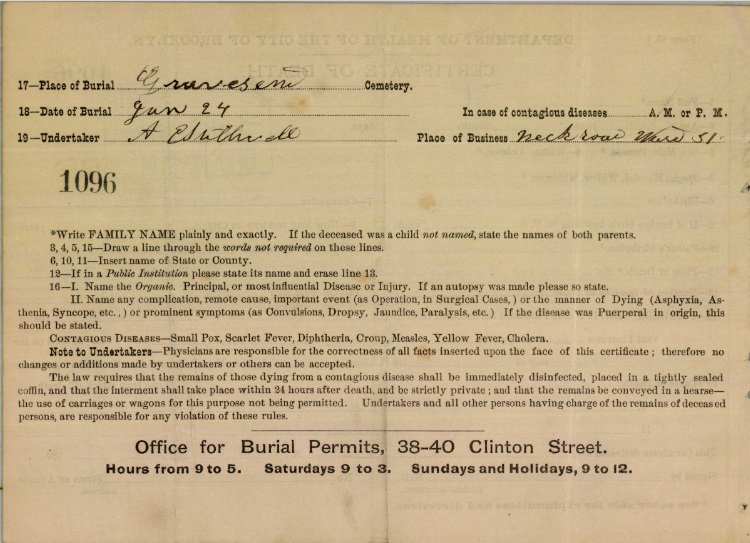 17—Place of Burial Gravesend Cemetery.
18—Date of Burial Jan 24 In case of contagious diseases A. M. or P. M.
19—Undertaker A Place of Business Neck road Ward 31
1096
*Write FAMILY NAME plainly and exactly. If the deceased was a child not named, state the names of both parents.
3, 4, 5, 15—Draw a line through the words not required on these lines.
6, 10, 11—Insert name of State or County.
12—If in a Public Institution please state its name and erase line 13.
16—I. Name the Organic. Principal, or most influential Disease or Injury. If an autopsy was made please so state.
II. Name any complication, remote cause, important event (as Operation, in Surgical Cases,) or the manner of Dying (Asphyxia, As-
thenia, Syncope, etc.,) or prominent symptoms (as Convulsions, Dropsy, Jaundice, Paralysis, etc.) If the disease was Puerperal in origin, this
should be stated.
CONTAGIOUS DISEASES—Small Pox, Scarlet Fever, Diphtheria, Croup, Measles, Yellow Fever, Cholera.
Note to Undertakers—Physicians are responsible for the correctness of all facts inserted upon the face of this certificate; therefore no
changes or additions made by undertakers or others can be accepted.
The law requires that the remains of those dying from a contagious disease shall be immediately disinfected, placed in a tightly sealed
coffin, and that the interment shall take place within 24 hours after death, and be strictly private; and that the remains be conveyed in a hearse—
the use of carriages or wagons for this purpose not being permitted. Undertakers and all other persons having charge of the remains of deceased
persons, are responsible for any violation of these rules.
Office for Burial Permits, 38-40 Clinton Street.
Hours from 9 to 5. Saturdays 9 to 3. Sundays and Holidays, 9 to 12.